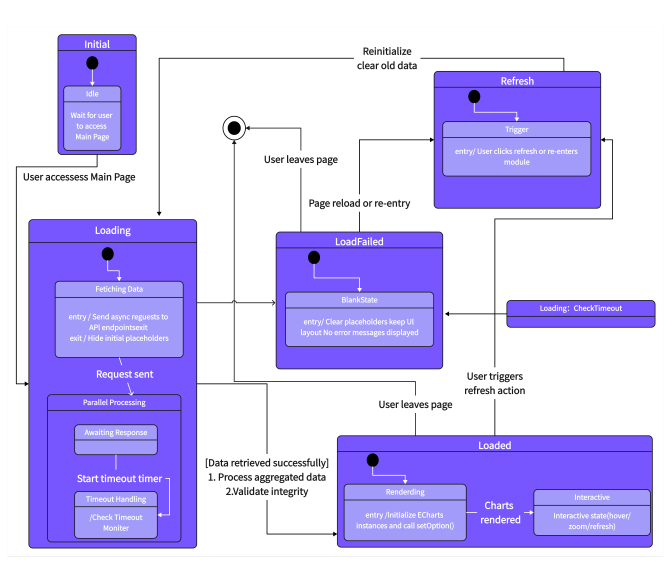 Initial
Idle
Wait for user
to access
Main Page
Reinitialize
clear old data
Refresh
Trigger
entry/ User clicks refresh or re-enters
module
User leaves page
User accessess Main Page
Page reload or re-entry
Loading
Fetching Data
entry / Send async reguests to
API endpointsexit
exit / Hide initial placeholders
Request sent
Parallel Processing
Awaiting Response
Start timeout timer
Timeout Handling
/Check Timeout
Moniter
LoadFailed
BlankState
entry/ Clear placeholders keep UI
layout No error messages displayed
Loading: CheckTimeout
User triggers
refresh action
User leaves page
[Data retrieved successfully]
1. Process aggregated data
2.Validate integrity
Loaded
Renderding
entry /Initialize ECharts
instances and call setOption()
Charts
rendered
Interactive
Interactive state(hover/
zoom/refresh)